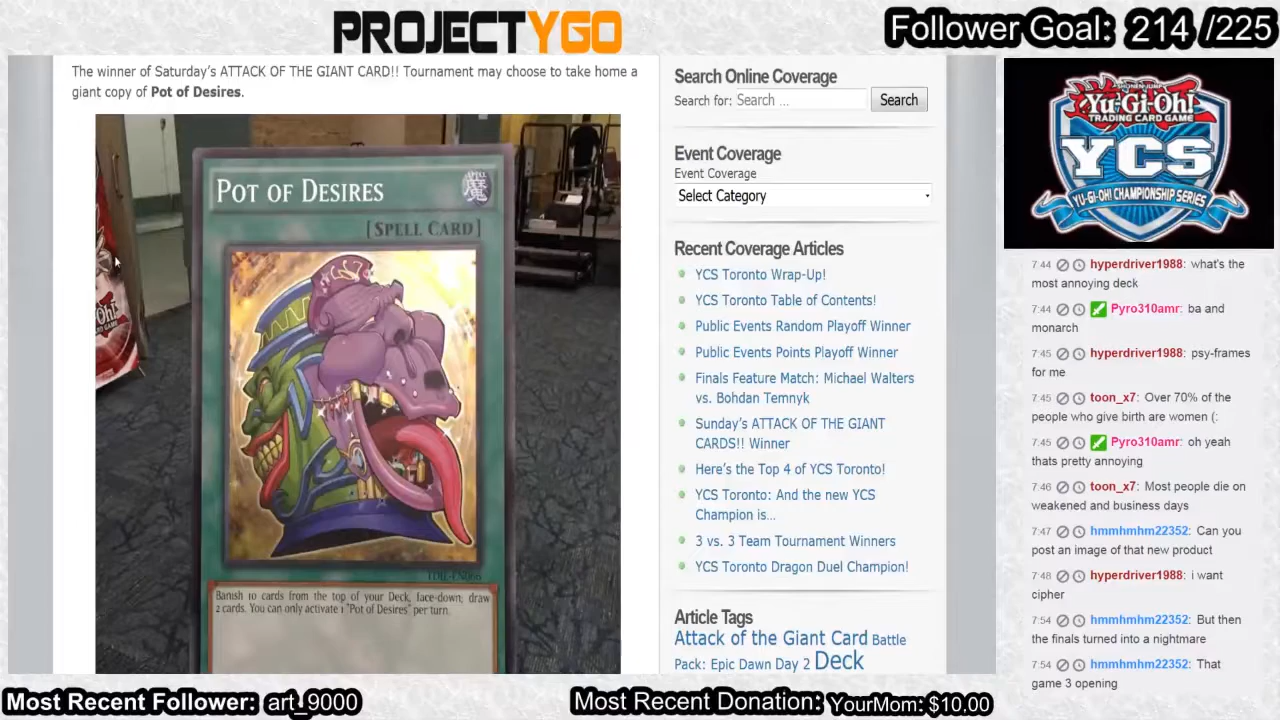 PROJECTYGO
Follower Goal: 214 /225
The winner of Saturday's ATTACK OF THE GIANT CARD!! Tournament may choose to take home a
giant copy of Pot of Desires.
POT OF DESIRES
SPELL
魔
[SPELL CARD]
TDIL-EN066
Banish 10 cards from the top of your Deck, face-down; draw
2 cards. You can only activate 1 "Pot of Desires" per turn.
Search Online Coverage
Search for: Search ... Search
Event Coverage
Event Coverage
Select Category
Recent Coverage Articles
YCS Toronto Wrap-Up!
YCS Toronto Table of Contents!
Public Events Random Playoff Winner
Public Events Points Playoff Winner
Finals Feature Match: Michael Walters
vs. Bohdan Temnyk
Sunday's ATTACK OF THE GIANT
CARDS!! Winner
Here's the Top 4 of YCS Toronto!
YCS Toronto: And the new YCS
Champion is...
3 vs. 3 Team Tournament Winners
YCS Toronto Dragon Duel Champion!
Article Tags
Attack of the Giant Card Battle
Pack: Epic Dawn Day 2 Deck
SHONEN JUMP
Yu-Gi-Oh!
TRADING CARD GAME
YCS
YU-GI-OH! CHAMPIONSHIP SERIES
7:44 hyperdriver1988: what's the
most annoying deck
7:44 Pyro310amr: ba and
monarch
7:45 hyperdriver1988: psy-frames
for me
7:45 toon_x7: Over 70% of the
people who give birth are women (:
7:45 Pyro310amr: oh yeah
thats pretty annoying
7:46 toon_x7: Most people die on
weakened and business days
7:47 hmmhmhm22352: Can you
post an image of that new product
7:48 hyperdriver1988: i want
cipher
7:54 hmmhmhm22352: But then
the finals turned into a nightmare
7:54 hmmhmhm22352: That
game 3 opening
Most Recent Follower: art_9000
Most Recent Donation: YourMom: $10.00